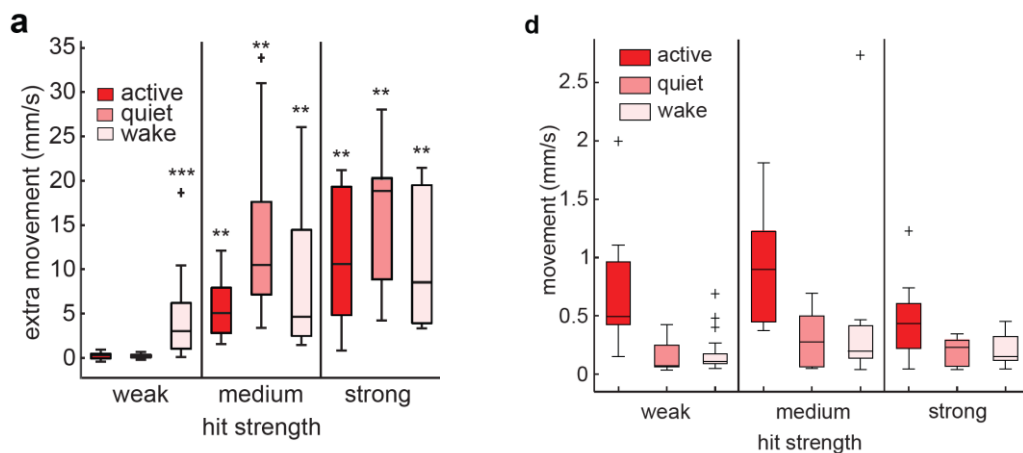 a
35
30
25
20
15
10
5
0
extra movement (mm/s)
active
quiet
wake
***
**
**
**
**
**
**
weak medium strong
hit strength
d
2.5
2
1.5
1
0.5
0
movement (mm/s)
active
quiet
wake
weak medium strong
hit strength